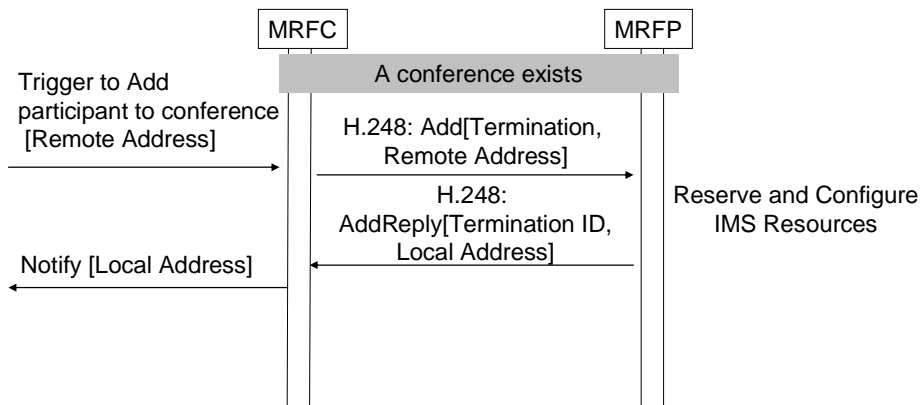 MRFC
MRFP
A conference exists
Trigger to Add
participant to conference
[Remote Address]
H.248: Add[Termination,
Remote Address]
H.248:
AddReply[Termination ID,
Local Address]
Reserve and Configure
IMS Resources
Notify [Local Address]